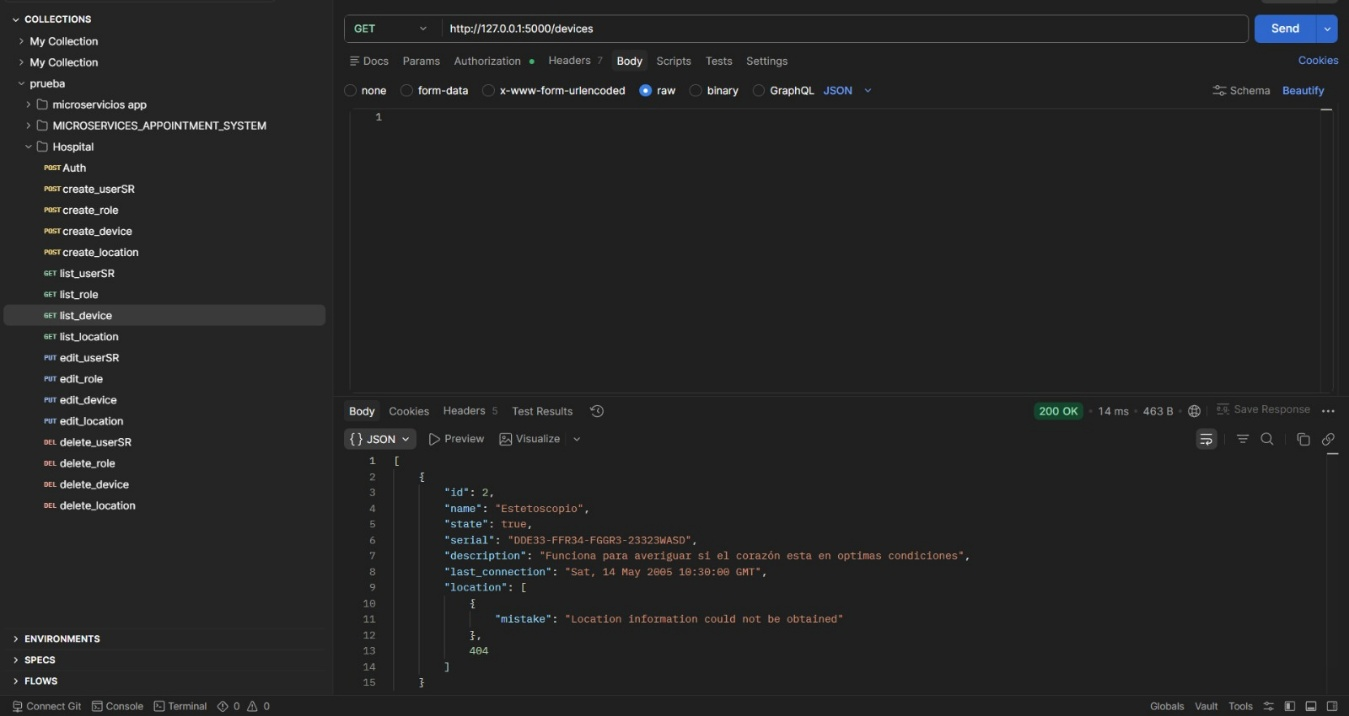 COLLECTIONS
My Collection
My Collection
prueba
microservicios app
MICROSERVICES_APPOINTMENT_SYSTEM
Hospital
POST Auth
POST create_userSR
POST create_role
POST create_device
POST create_location
GET list_userSR
GET list_role
GET list_device
GET list_location
PUT edit_userSR
PUT edit_role
PUT edit_device
PUT edit_location
DEL delete_userSR
DEL delete_role
DEL delete_device
DEL delete_location
ENVIRONMENTS
SPECS
FLOWS
GET http://127.0.0.1:5000/devices Send
Docs Params Authorization Headers 7 Body Scripts Tests Settings Cookies
none form-data x-www-form-urlencoded raw binary GraphQL JSON Schema Beautify
1
Body Cookies Headers 5 Test Results 200 OK • 14 ms • 463 B • Save Response
{} JSON Preview Visualize
1 [
2 {
3 "id": 2,
4 "name": "Estetoscopio",
5 "state": true,
6 "serial": "DDE33-FFR34-FGGR3-23323WASD",
7 "description": "Funciona para averiguar si el corazón esta en optimas condiciones",
8 "last_connection": "Sat, 14 May 2005 10:30:00 GMT",
9 "location": [
10 {
11 "mistake": "Location information could not be obtained"
12 },
13 404
14 ]
15 }
Connect Git Console Terminal 0 0 Globals Vault Tools